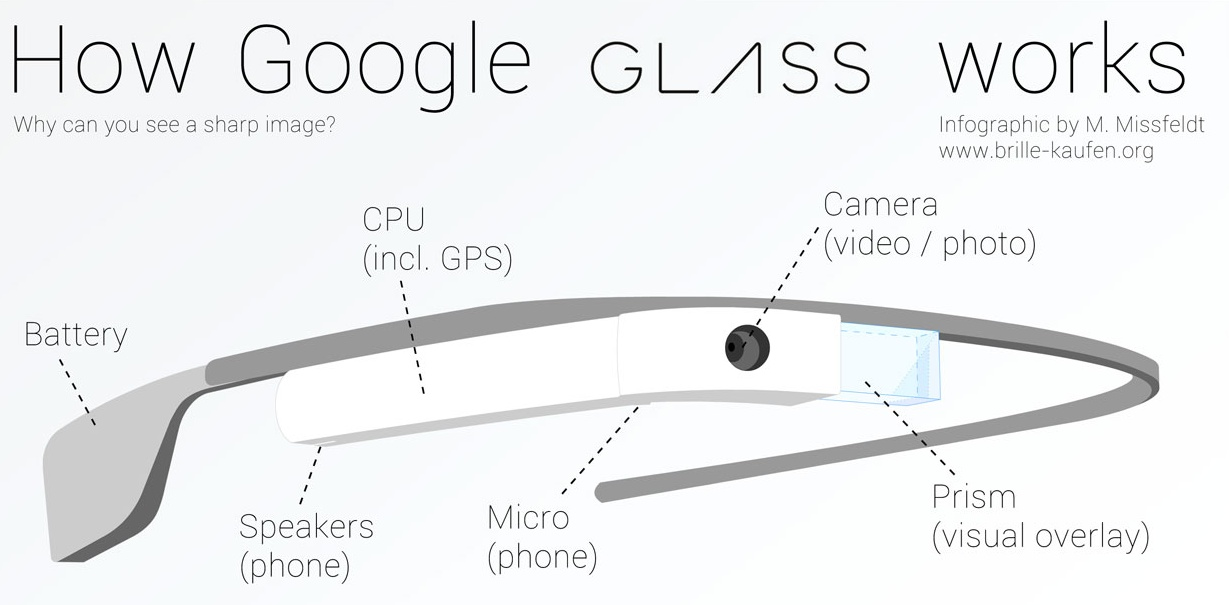 How Google GLASS works
Why can you see a sharp image?
Infographic by M. Missfeldt
www.brille-kaufen.org
Camera
(video / photo)
CPU
(incl. GPS)
Battery
Speakers
(phone)
Micro
(phone)
Prism
(visual overlay)